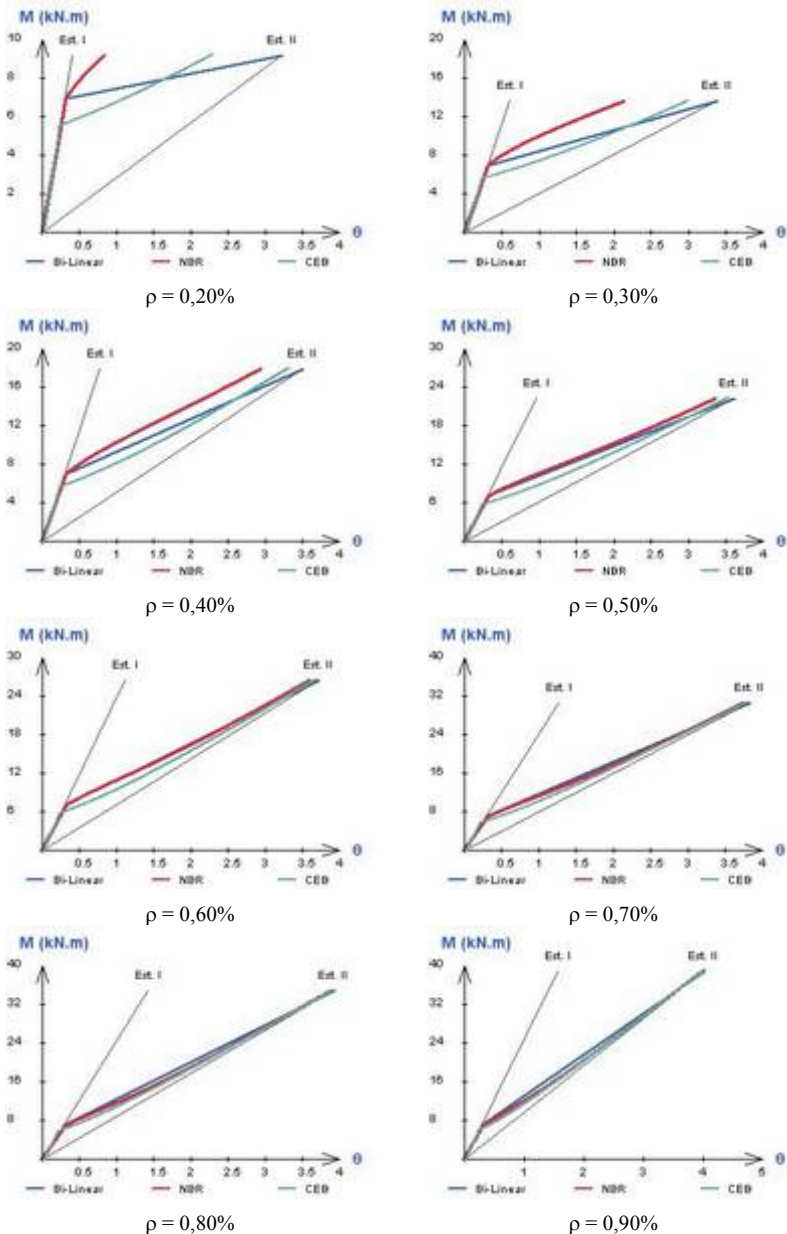 M (kN.m)
10
8
6
4
2
Est. I
Est. II
0.5 1 1.5 2 2.5 3 3.5 4
θ
Bi-Linear NBR CEB
ρ = 0,20%
M (kN.m)
20
16
12
8
4
Est. I
Est. II
0.5 1 1.5 2 2.5 3 3.5 4
θ
Bi-Linear NBR CEB
ρ = 0,30%
M (kN.m)
20
16
12
8
4
Est. I
Est. II
0.5 1 1.5 2 2.5 3 3.5 4
θ
Bi-Linear NBR CEB
ρ = 0,40%
M (kN.m)
30
24
18
12
6
Est. I
Est. II
0.5 1 1.5 2 2.5 3 3.5 4
θ
Bi-Linear NBR CEB
ρ = 0,50%
M (kN.m)
30
24
18
12
6
Est. I
Est. II
0.5 1 1.5 2 2.5 3 3.5 4
θ
Bi-Linear NBR CEB
ρ = 0,60%
M (kN.m)
40
32
24
16
8
Est. I
Est. II
0.5 1 1.5 2 2.5 3 3.5 4
θ
Bi-Linear NBR CEB
ρ = 0,70%
M (kN.m)
40
32
24
16
8
Est. I
Est. II
0.5 1 1.5 2 2.5 3 3.5 4
θ
Bi-Linear NBR CEB
ρ = 0,80%
M (kN.m)
40
32
24
16
8
Est. I
Est. II
1 2 3 4 5
θ
Bi-Linear NBR CEB
ρ = 0,90%